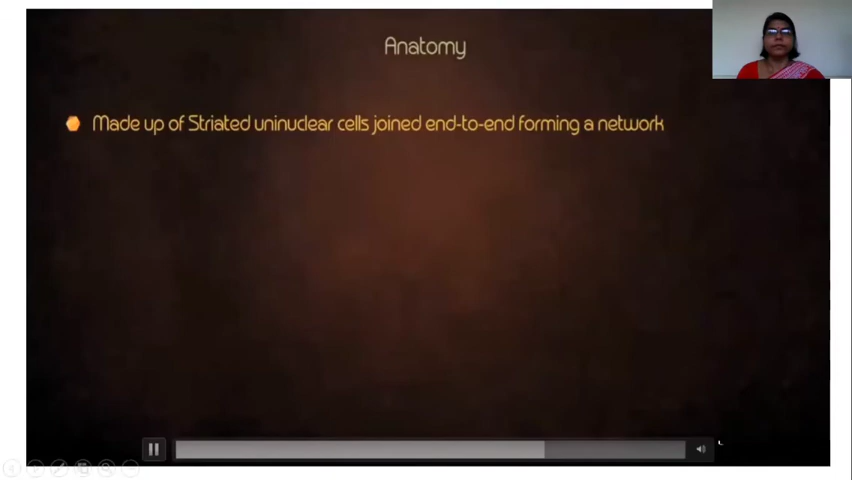 Anatomy
Made up of Striated uninuclear cells joined end-to-end forming a network